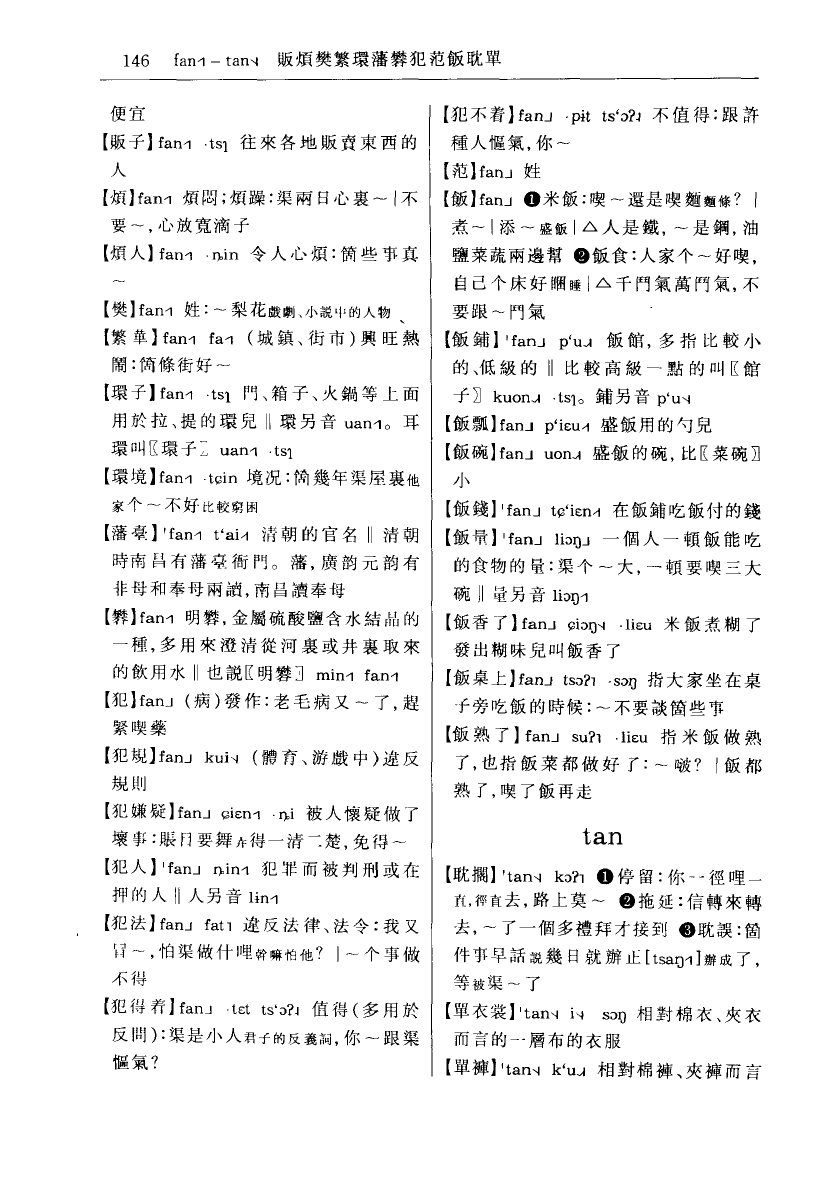 146 fan˧˥ – tan˦˨ 販煩樊繁環藩礬犯范飯耽單
便宜
【販子】fan˧˥ ·tsɿ 往來各地販賣東西的
人
【煩】fan˧˥ 煩悶;煩躁:渠兩日心裏～|不
要～,心放寬滴子
【煩人】fan˧˥ ·ȵin 令人心煩:箇些事真
～
【樊】fan˧˥ 姓:～梨花戲劇、小説中的人物
【繁華】fan˧˥ fa˧˥ (城鎮、街市)興旺熱
鬧:箇條街好～
【環子】fan˧˥ ·tsɿ 門、箱子、火鍋等上面
用於拉、提的環兒‖環另音 uan˧˥。耳
環叫〖環子〗 uan˧˥ ·tsɿ
【環境】fan˧˥ ·tɕin 境況:箇幾年渠屋裏他
家个～不好比較窮困
【藩臺】'fan˧˥ t‘ai 清朝的官名‖清朝
時南昌有藩臺衙門。藩,廣韵元韵有
非母和奉母兩讀,南昌讀奉母
【礬】fan˧˥ 明礬,金屬硫酸鹽含水結晶的
一種,多用來澄清從河裏或井裏取來
的飲用水‖也説〖明礬〗 min˧˥ fan˧˥
【犯】fan˩ (病)發作:老毛病又～了,趕
緊喫藥
【犯規】fan˩ kui˦˨ (體育、游戲中)違反
規則
【犯嫌疑】fan˩ ɕiɛn˧˥ ·ȵi 被人懷疑做了
壞事:賬目要舞弄得一清二楚,免得～
【犯人】'fan˩ ȵin˧˥ 犯罪而被判刑或在
押的人‖人另音 lin˧˥
【犯法】fan˩ fat˥ 違反法律、法令:我又
冇～,怕渠做什哩幹嘛怕他?|～个事做
不得
【犯得着】fan˩ ·tɛt ts‘ɔʔ 值得(多用於
反問):渠是小人君子的反義詞,你～跟渠
慪氣?
【犯不着】fan˩ ·pɨt ts‘ɔʔ 不值得:跟許
種人慪氣,你～
【范】fan˩ 姓
【飯】fan˩ ❶米飯:喫～還是喫麵麵條?|
煮～|添～盛飯|△人是鐵,～是鋼,油
鹽菜蔬兩邊幫 ❷飯食:人家个～好喫,
自己个床好睏睡|△千鬥氣萬鬥氣,不
要跟～鬥氣
【飯鋪】'fan˩ p‘u 飯館,多指比較小
的、低級的‖比較高級一點的叫〖館
子〗 kuon ·tsɿ。鋪另音 p‘u˦˨
【飯瓢】fan˩ p‘iɛu 盛飯用的勺兒
【飯碗】fan˩ uon 盛飯的碗,比〖菜碗〗
小
【飯錢】'fan˩ tɕ‘iɛn 在飯鋪吃飯付的錢
【飯量】'fan˩ liɔŋ˩ 一個人一頓飯能吃
的食物的量:渠个～大,一頓要喫三大
碗‖量另音 liɔŋ˧˥
【飯香了】fan˩ ɕiɔŋ˦˨ ·liɛu 米飯煮糊了
發出糊味兒叫飯香了
【飯桌上】fan˩ tsɔʔ˥ ·sɔŋ 指大家坐在桌
子旁吃飯的時候:～不要談箇些事
【飯熟了】fan˩ suʔ˥ ·liɛu 指米飯做熟
了,也指飯菜都做好了:～啵?|飯都
熟了,喫了飯再走
tan
【耽擱】'tan˦˨ kɔʔ˥ ❶停留:你一徑哩一
直,徑直去,路上莫～ ❷拖延:信轉來轉
去,～了一個多禮拜才接到 ❸耽誤:箇
件事早話説幾日就辦正[tsaŋ˧˥]辦成了,
等被渠～了
【單衣裳】'tan˦˨ i˦˨ sɔŋ 相對棉衣、夾衣
而言的一層布的衣服
【單褲】'tan˦˨ k‘u 相對棉褲、夾褲而言